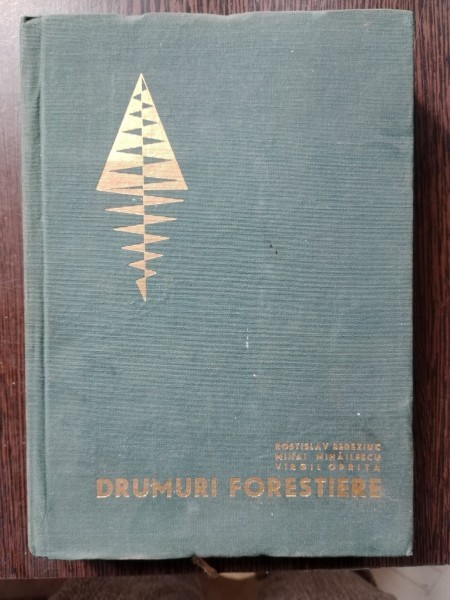 ROSTISLAV BEREZIUC
MIHAI MIHĂILESCU
VIRGIL OPRIȚA
DRUMURI FORESTIERE